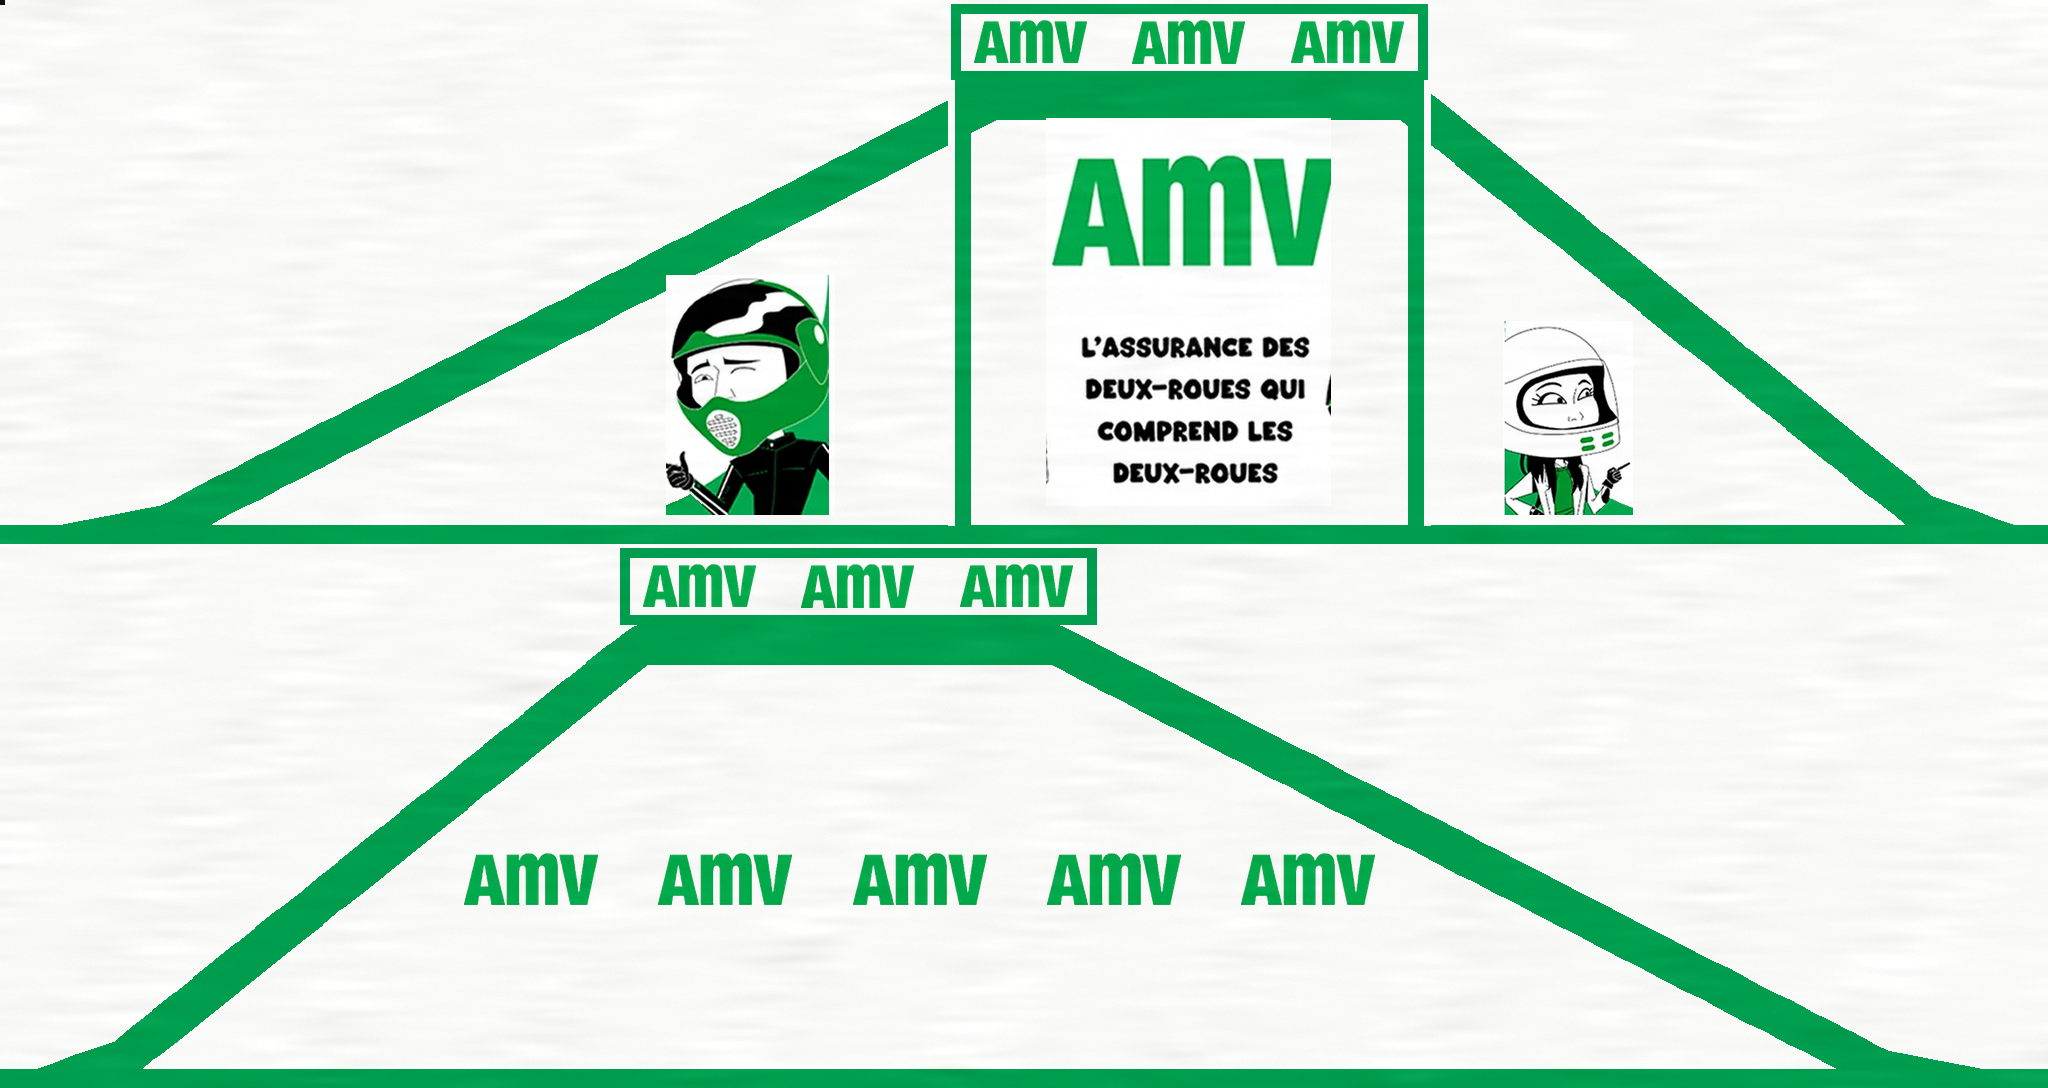 AmV AmV AmV
AmV
L'ASSURANCE DES
DEUX-ROUES QUI
COMPREND LES
DEUX-ROUES
AmV AmV AmV
AmV AmV AmV AmV AmV